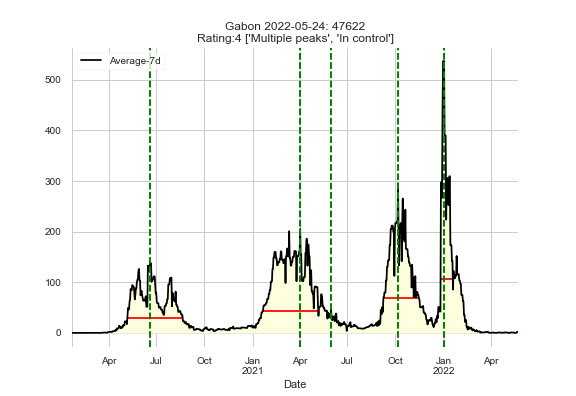 Gabon 2022-05-24: 47622
Rating:4 ['Multiple peaks', 'In control']
Average-7d
500
400
300
200
100
0
Apr Jul Oct Jan Apr Jul Oct Jan Apr
2021 2022
Date